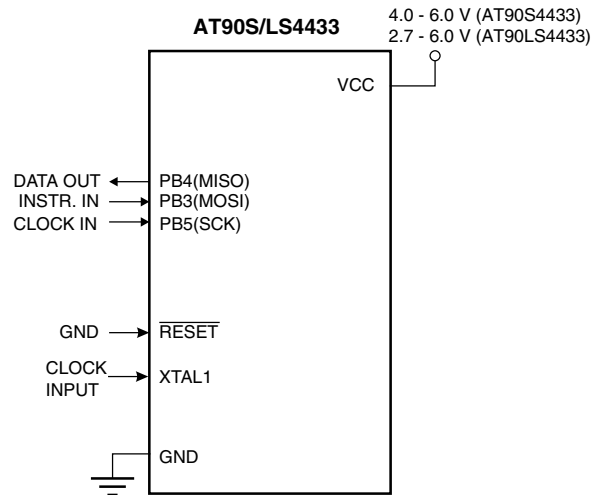 4.0 - 6.0 V (AT90S4433)
AT90S/LS4433
2.7 - 6.0 V (AT90LS4433)
VCC
DATA OUT
PB4(MISO)
INSTR. IN
PB3(MOSI)
CLOCK IN
PB5(SCK)
GND
RESET
CLOCK
INPUT
XTAL1
GND